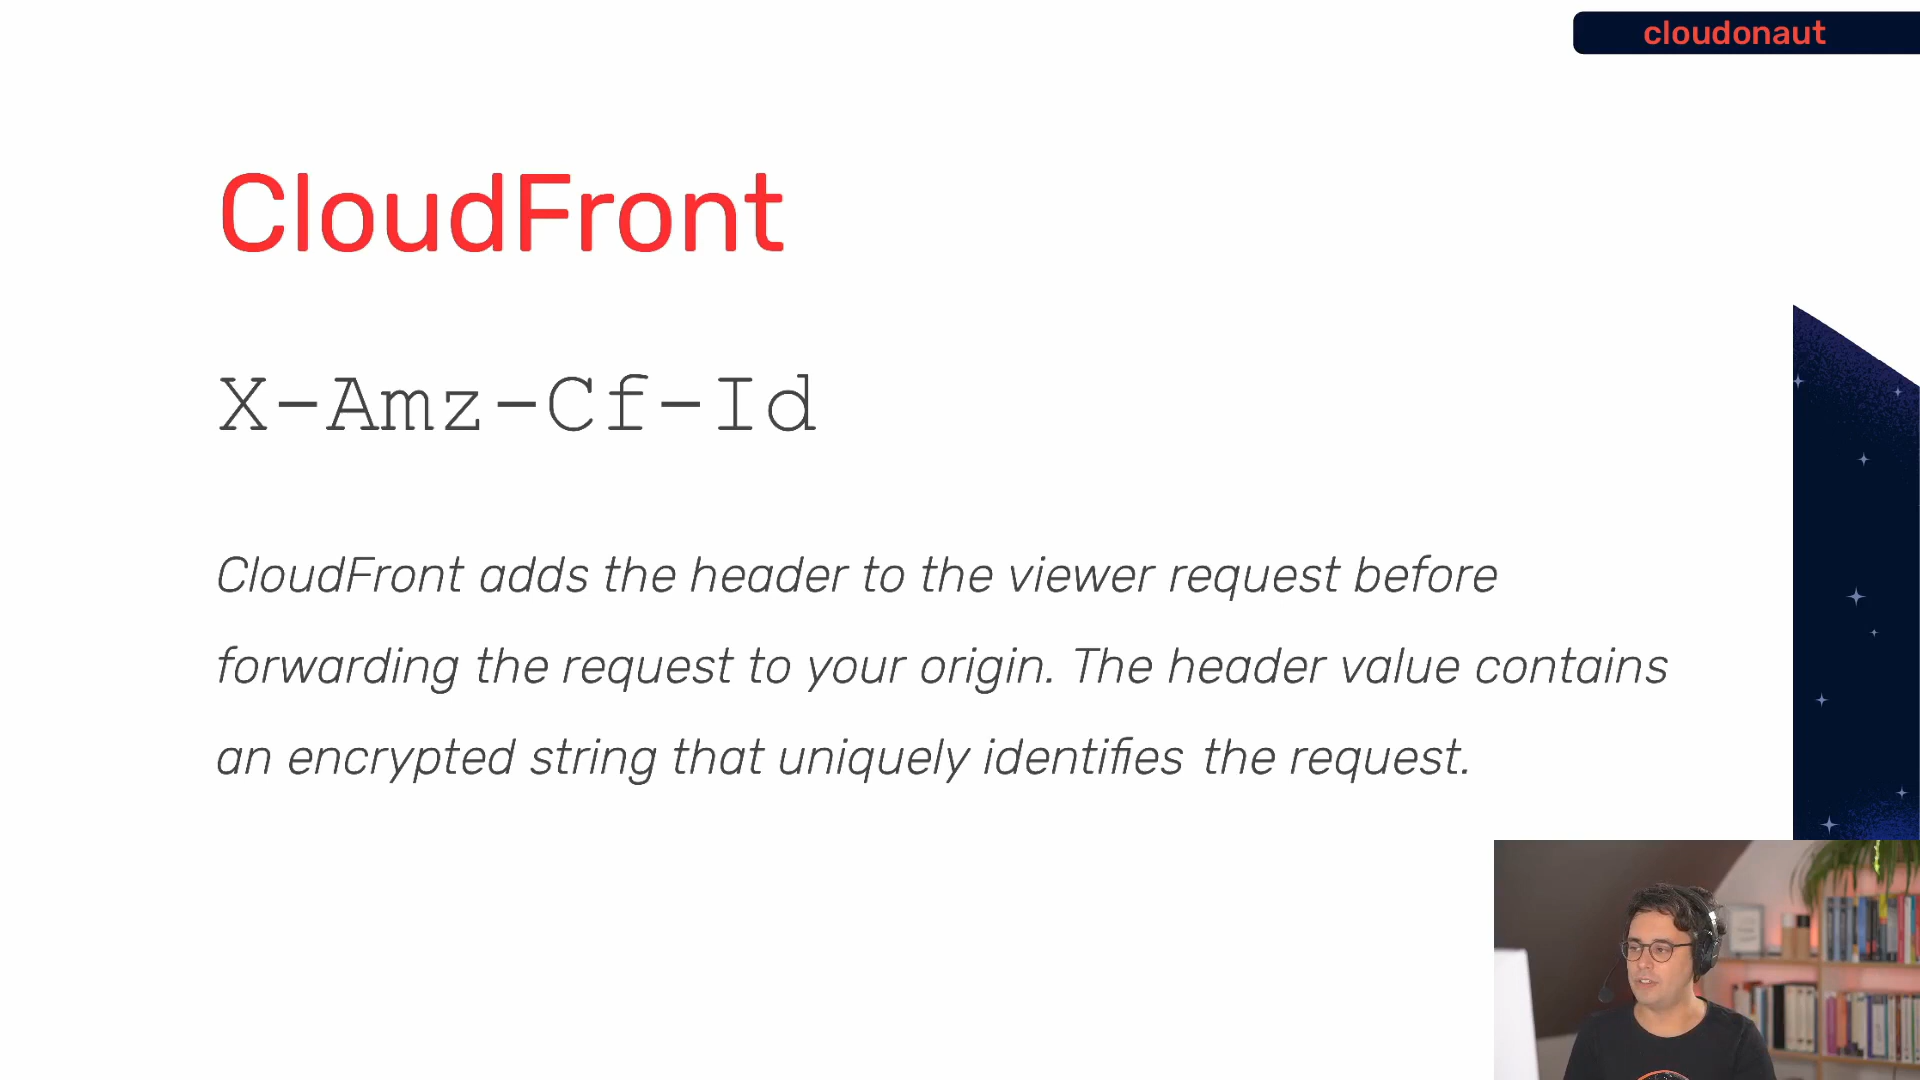 cloudonaut
CloudFront
X-Amz-Cf-Id
CloudFront adds the header to the viewer request before
forwarding the request to your origin. The header value contains
an encrypted string that uniquely identifies the request.